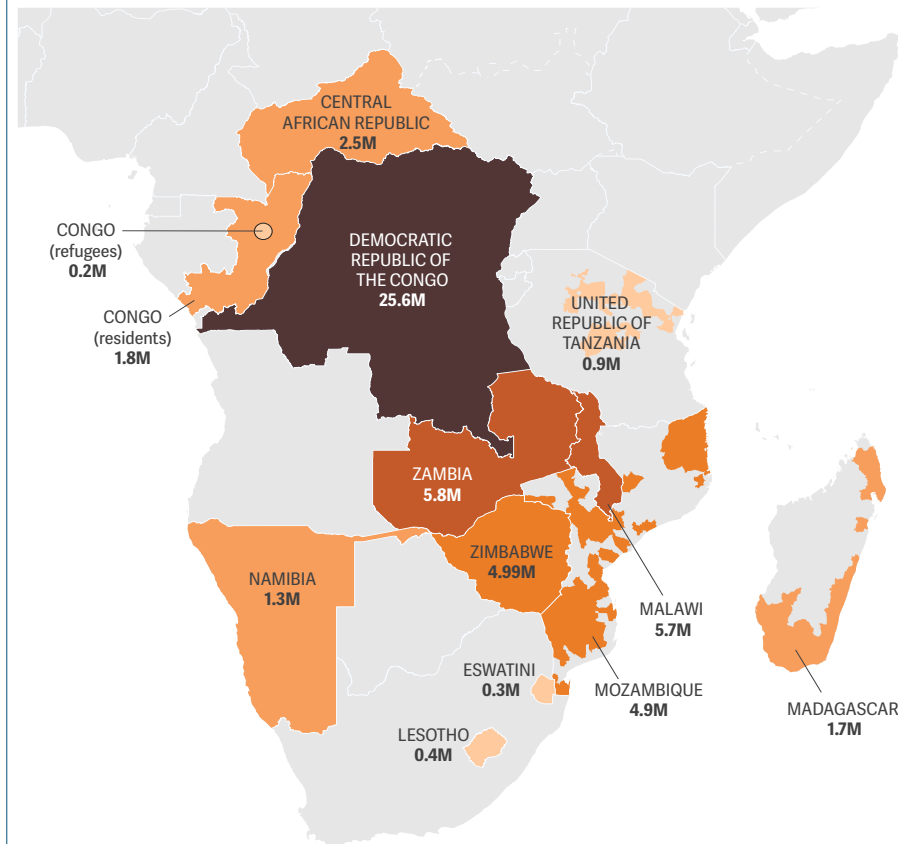 CENTRAL
AFRICAN REPUBLIC
2.5M
CONGO
(refugees)
0.2M
DEMOCRATIC
REPUBLIC OF
THE CONGO
25.6M
CONGO
(residents)
1.8M
UNITED
REPUBLIC OF
TANZANIA
0.9M
ZAMBIA
5.8M
ZIMBABWE
4.99M
NAMIBIA
1.3M
MALAWI
5.7M
ESWATINI
0.3M
MOZAMBIQUE
4.9M
MADAGASCAR
1.7M
LESOTHO
0.4M